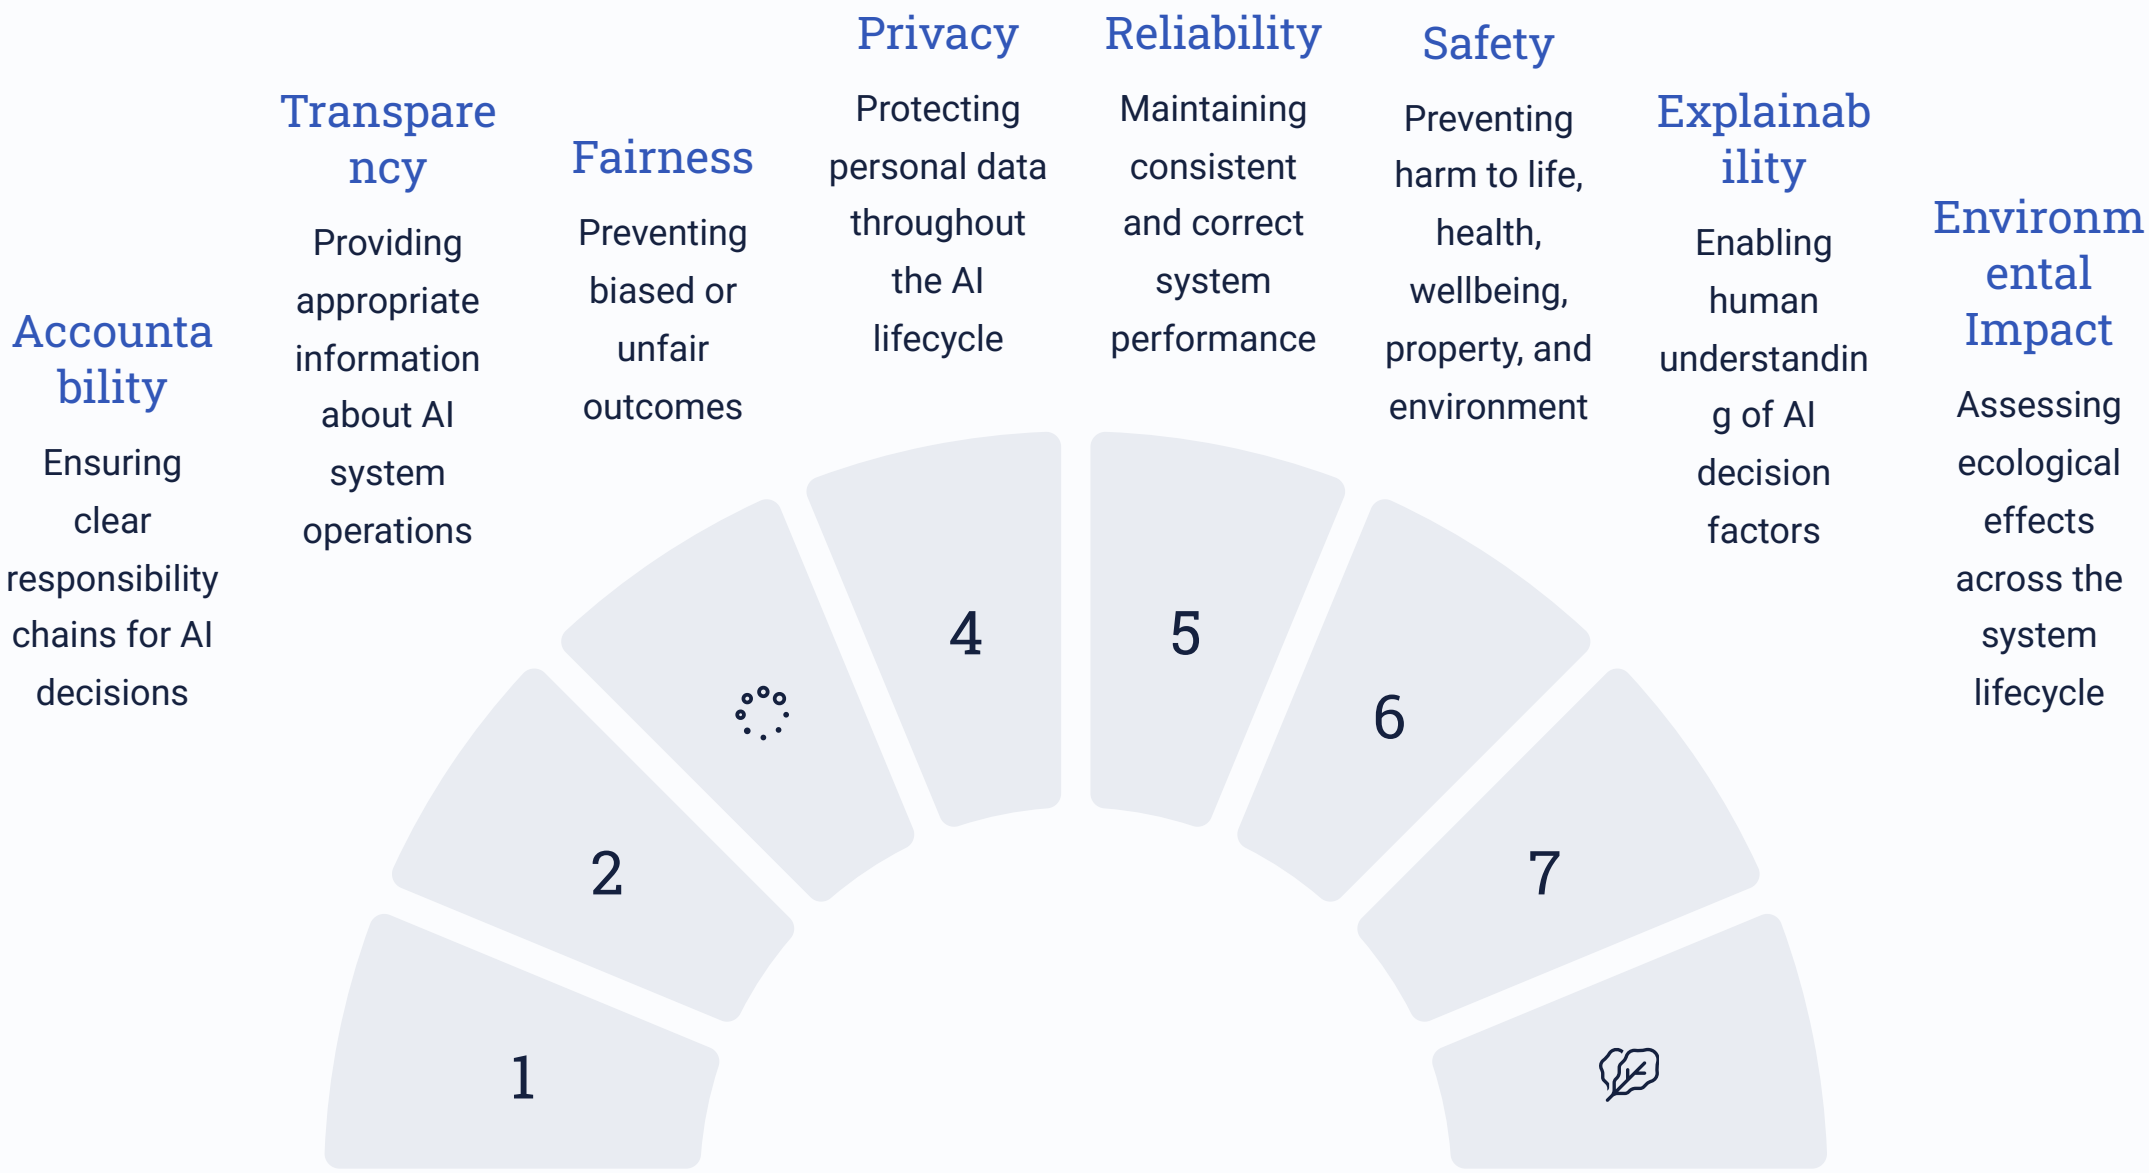 Accounta
bility
Ensuring
clear
responsibility
chains for AI
decisions
Transpare
ncy
Providing
appropriate
information
about AI
system
operations
Fairness
Preventing
biased or
unfair
outcomes
Privacy
Protecting
personal data
throughout
the AI
lifecycle
Reliability
Maintaining
consistent
and correct
system
performance
Safety
Preventing
harm to life,
health,
wellbeing,
property, and
environment
Explainab
ility
Enabling
human
understandin
g of AI
decision
factors
Environm
ental
Impact
Assessing
ecological
effects
across the
system
lifecycle
1
2
4
5
6
7